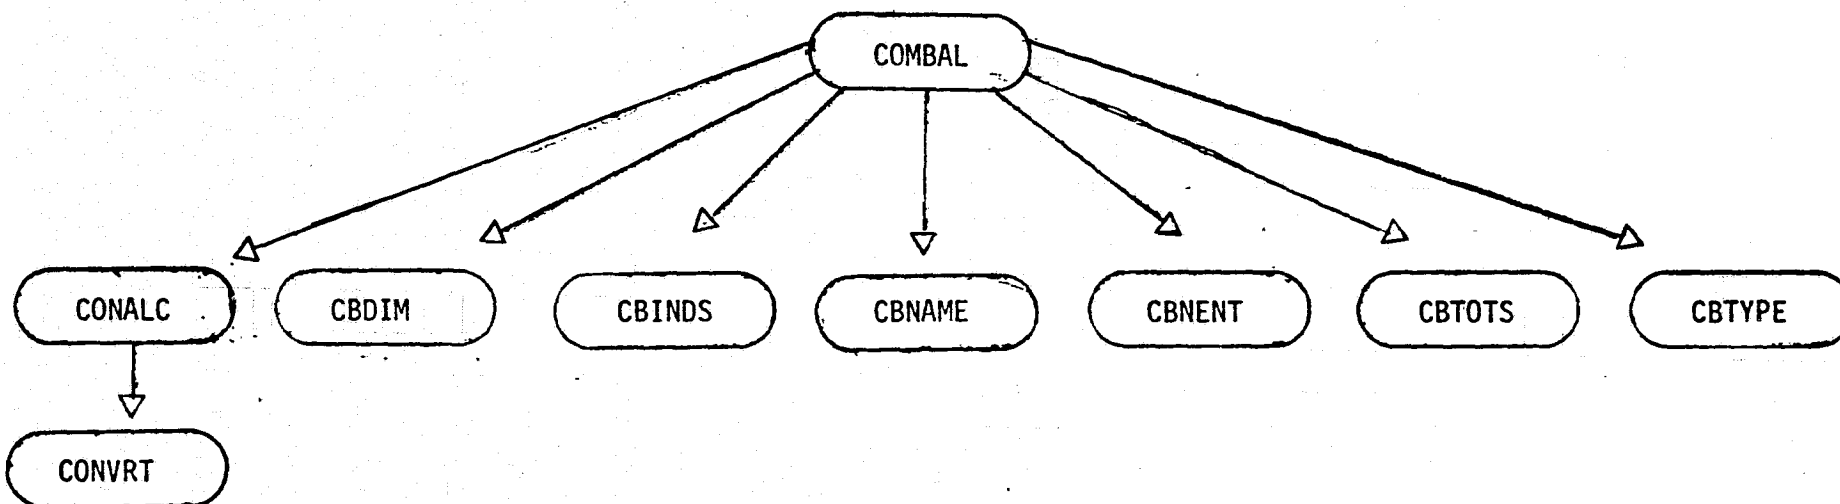 COMBAL
CONALC CBDIM CBINDS CBNAME CBNENT CBTOTS CBTYPE
CONVRT